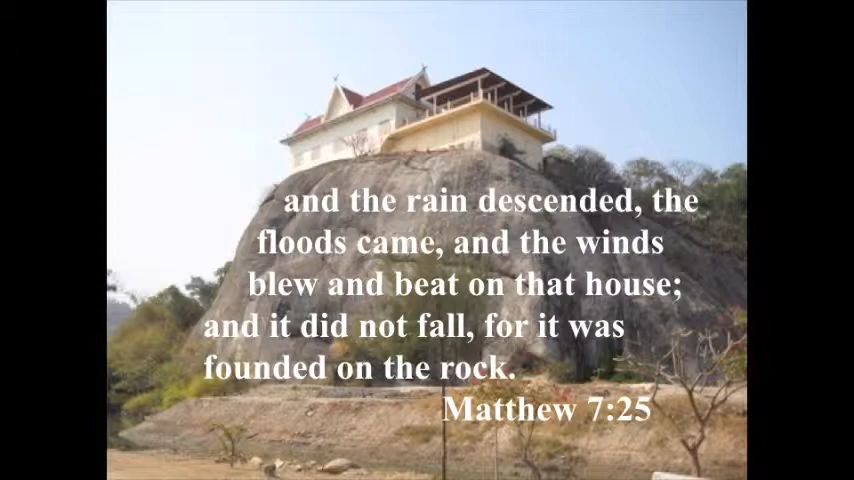 and the rain descended, the
floods came, and the winds
blew and beat on that house;
and it did not fall, for it was
founded on the rock.
Matthew 7:25